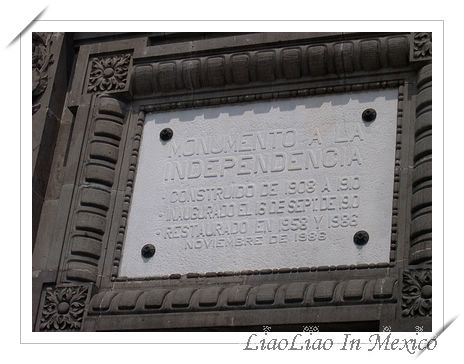 MONUMENTO A LA
INDEPENDENCIA
• CONSTRUIDO DE 1903 A 1910
• INAUGURADO EL 16 DE SEPT. DE 1910
• RESTAURADO EN 1958 Y 1986
NOVIEMBRE DE 1986
LiaoLiao In Mexico